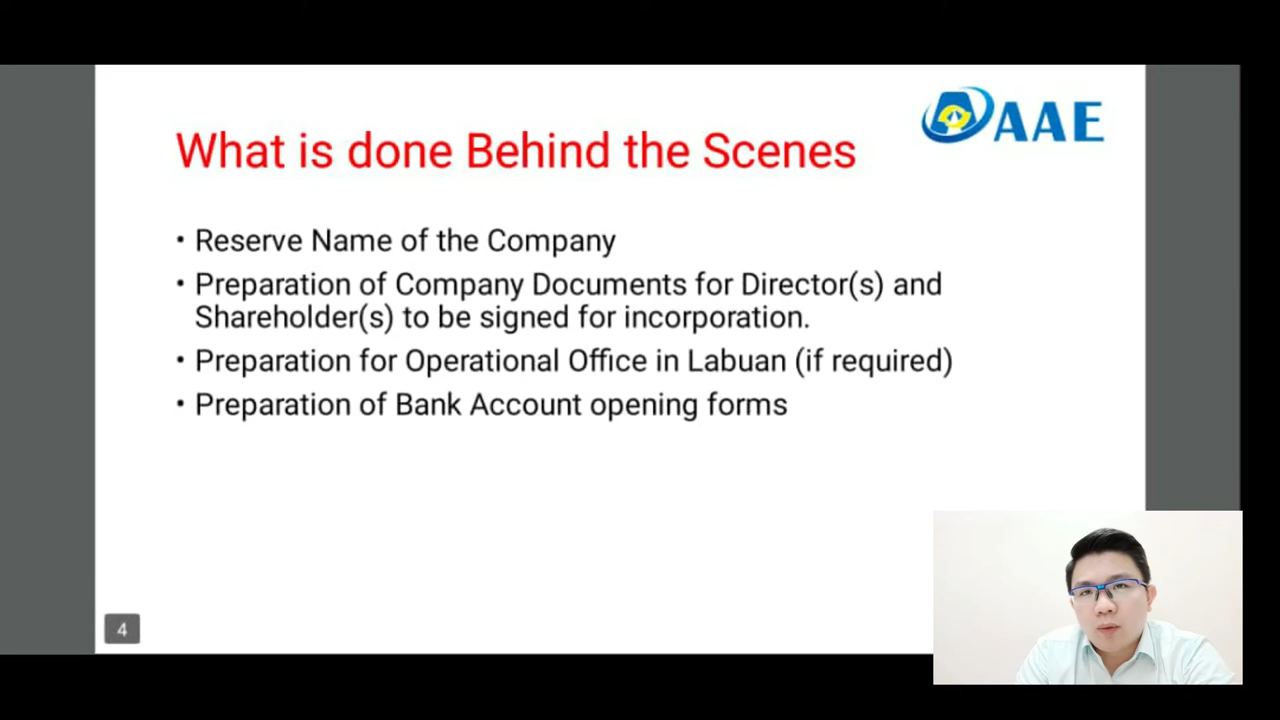 AAE
What is done Behind the Scenes
• Reserve Name of the Company
• Preparation of Company Documents for Director(s) and
Shareholder(s) to be signed for incorporation.
• Preparation for Operational Office in Labuan (if required)
• Preparation of Bank Account opening forms
4